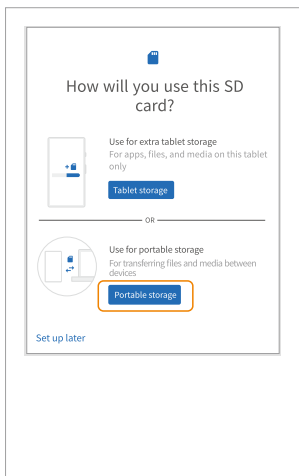 How will you use this SD
card?
Use for extra tablet storage
For apps, files, and media on this tablet
only
Tablet storage
OR
Use for portable storage
For transferring files and media between
devices
Portable storage
Set up later